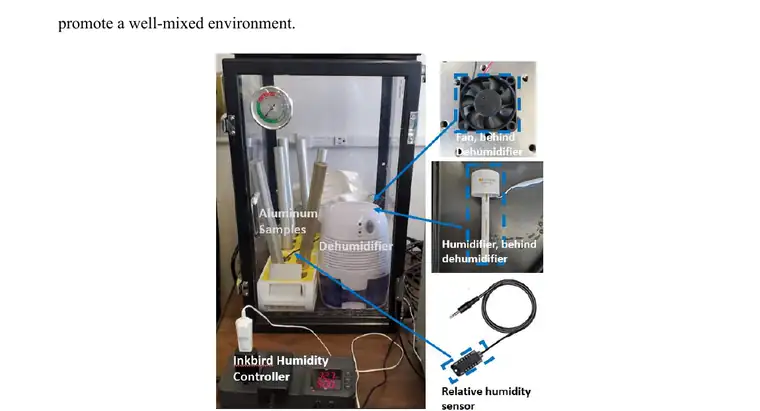 promote a well-mixed environment.
Fan, behind
Dehumidifier
Aluminum
Samples
Dehumidifier
Humidifier, behind
dehumidifier
Inkbird Humidity
Controller
Relative humidity
sensor